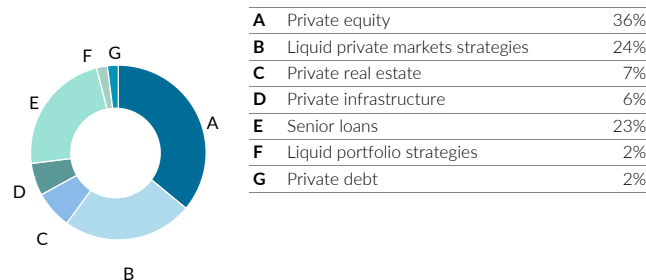 A Private equity 36%
B Liquid private markets strategies 24%
C Private real estate 7%
D Private infrastructure 6%
E Senior loans 23%
F Liquid portfolio strategies 2%
G Private debt 2%
F G
E
A
D
C
B